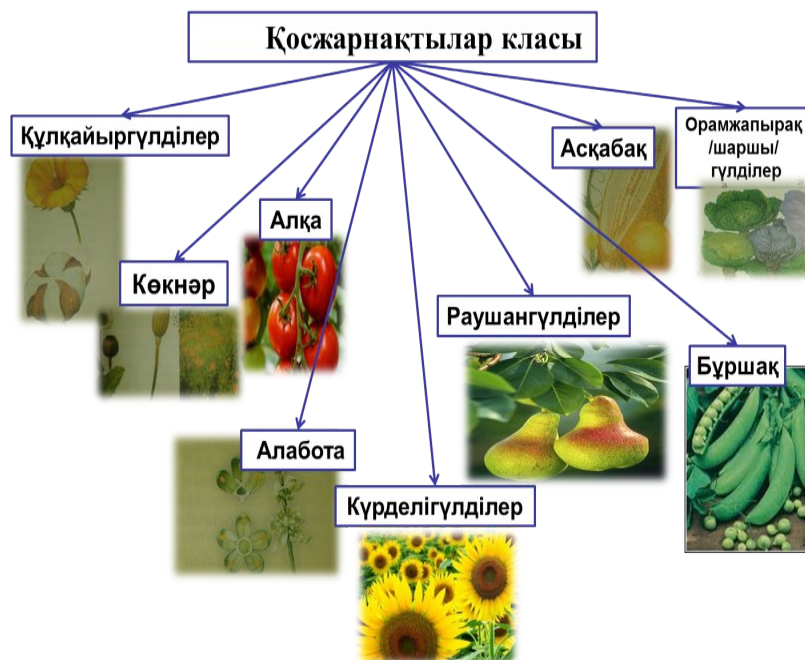 Қосжарнақтылар класы
Құлқайыргүлділер
Асқабақ
Орамжапырақ
/шаршы/
гүлділер
Алқа
Көкнәр
Раушангүлділер
Бұршақ
Алабота
Күрделігүлділер